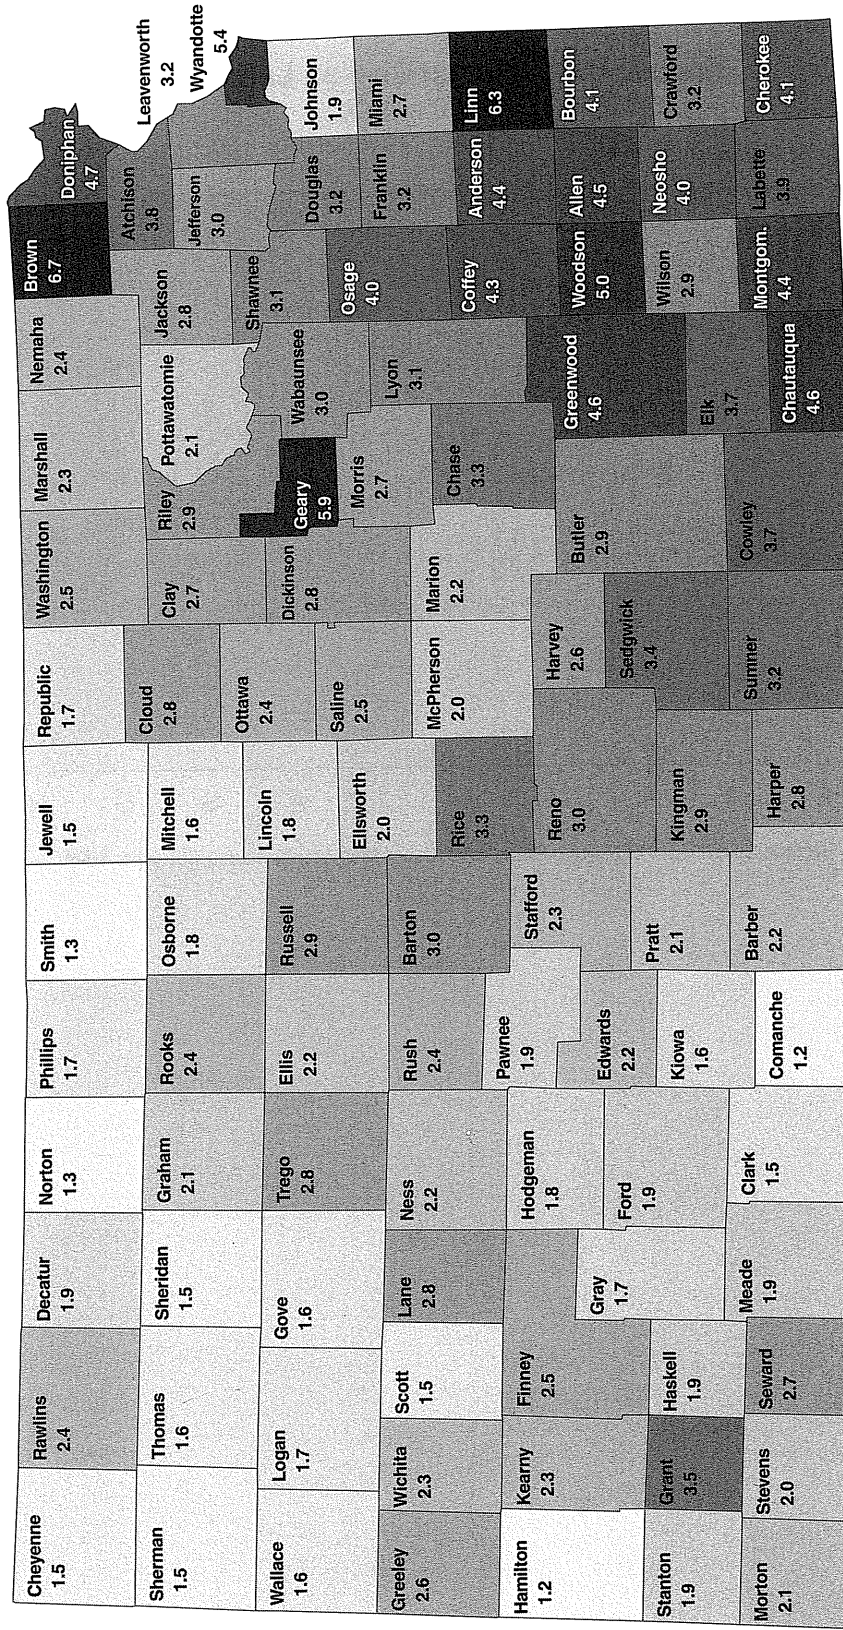 Cheyenne
1.5
Rawlins
2.4
Decatur
1.9
Norton
1.3
Phillips
1.7
Smith
1.3
Jewell
1.5
Republic
1.7
Washington
2.5
Marshall
2.3
Nemaha
2.4
Brown
6.7
Doniphan
4.7
Sherman
1.5
Thomas
1.6
Sheridan
1.5
Graham
2.1
Rooks
2.4
Osborne
1.8
Mitchell
1.6
Cloud
2.8
Clay
2.7
Riley
2.9
Pottawatomie
2.1
Jackson
2.8
Atchison
3.8
Jefferson
3.0
Leavenworth
3.2
Wyandotte
5.4
Wallace
1.6
Logan
1.7
Gove
1.6
Trego
2.8
Ellis
2.2
Russell
2.9
Lincoln
1.8
Ottawa
2.4
Saline
2.5
Dickinson
2.8
Geary
5.9
Wabaunsee
3.0
Shawnee
3.1
Douglas
3.2
Johnson
1.9
Greeley
2.6
Wichita
2.3
Scott
1.5
Lane
2.8
Ness
2.2
Rush
2.4
Barton
3.0
Ellsworth
2.0
Rice
3.3
McPherson
2.0
Marion
2.2
Morris
2.7
Chase
3.3
Lyon
3.1
Osage
4.0
Franklin
3.2
Miami
2.7
Coffey
4.3
Anderson
4.4
Linn
6.3
Hamilton
1.2
Kearny
2.3
Finney
2.5
Gray
1.7
Hodgeman
1.8
Ford
1.9
Pawnee
1.9
Edwards
2.2
Stafford
2.3
Reno
3.0
Harvey
2.6
Sedgwick
3.4
Butler
2.9
Greenwood
4.6
Woodson
5.0
Allen
4.5
Bourbon
4.1
Stanton
1.9
Grant
3.5
Haskell
1.9
Kiowa
1.6
Pratt
2.1
Kingman
2.9
Elk
3.7
Wilson
2.9
Neosho
4.0
Crawford
3.2
Morton
2.1
Stevens
2.0
Seward
2.7
Meade
1.9
Clark
1.5
Comanche
1.2
Barber
2.2
Harper
2.8
Sumner
3.2
Cowley
3.7
Chautauqua
4.6
Montgom.
4.4
Labette
3.9
Cherokee
4.1